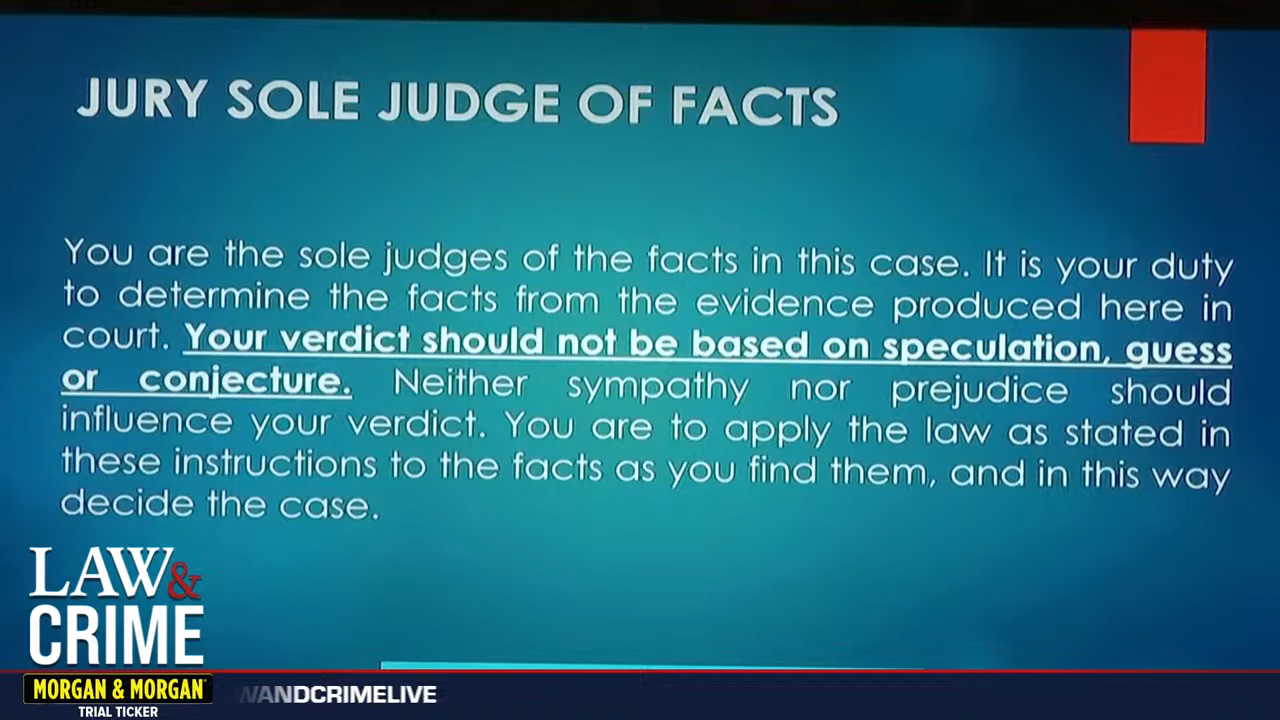 JURY SOLE JUDGE OF FACTS
You are the sole judges of the facts in this case. It is your duty
to determine the facts from the evidence produced here in
court. Your verdict should not be based on speculation, guess
or conjecture. Neither sympathy nor prejudice should
influence your verdict. You are to apply the law as stated in
these instructions to the facts as you find them, and in this way
decide the case.
LAW&
CRIME
MORGAN & MORGAN
TRIAL TICKER
WANDCRIMELIVE